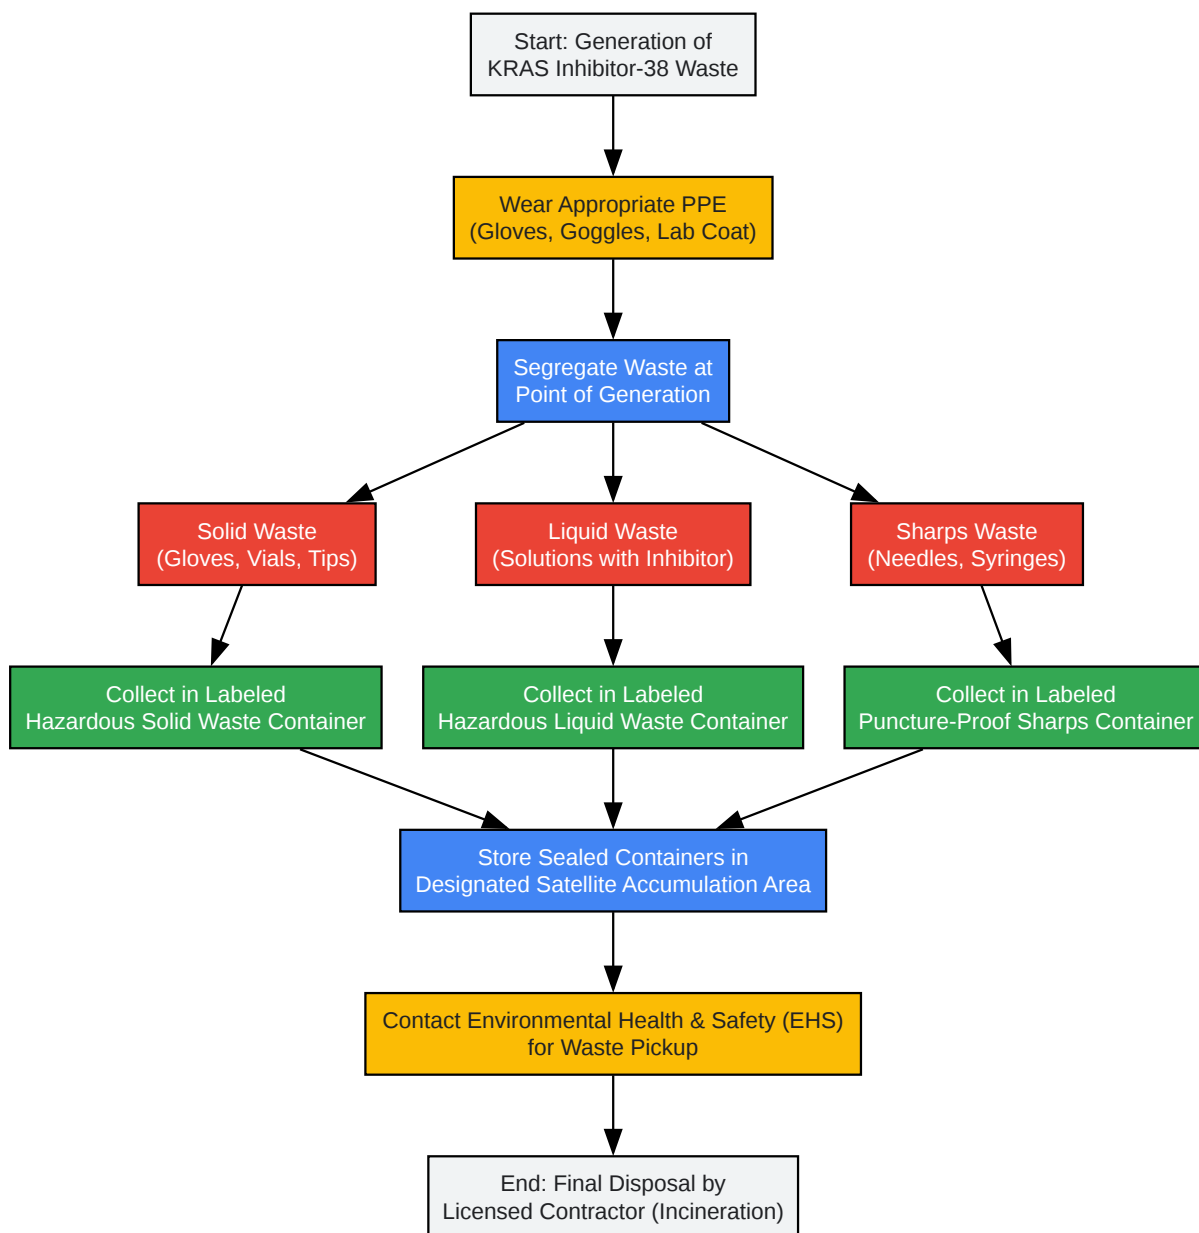 Start: Generation of
KRAS Inhibitor-38 Waste
Wear Appropriate PPE
(Gloves, Goggles, Lab Coat)
Segregate Waste at
Point of Generation
Solid Waste
(Gloves, Vials, Tips)
Liquid Waste
(Solutions with Inhibitor)
Sharps Waste
(Needles, Syringes)
Collect in Labeled
Hazardous Solid Waste Container
Collect in Labeled
Hazardous Liquid Waste Container
Collect in Labeled
Puncture-Proof Sharps Container
Store Sealed Containers in
Designated Satellite Accumulation Area
Contact Environmental Health & Safety (EHS)
for Waste Pickup
End: Final Disposal by
Licensed Contractor (Incineration)